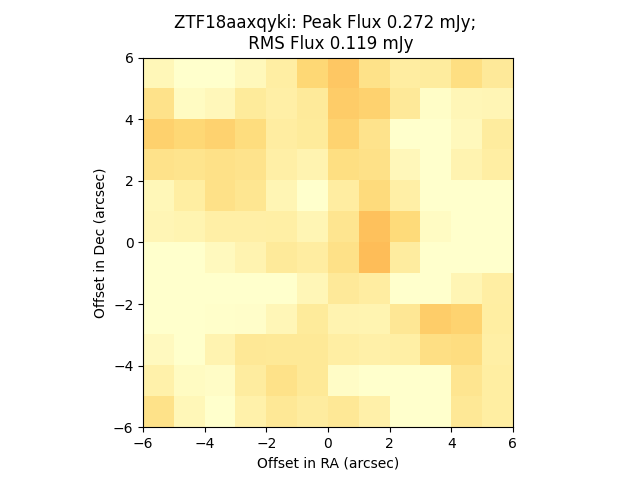 ZTF18aaxqyki: Peak Flux 0.272 mJy;
RMS Flux 0.119 mJy
6
4
2
0
−2
−4
−6
Offset in Dec (arcsec)
−6 −4 −2 0 2 4 6
Offset in RA (arcsec)